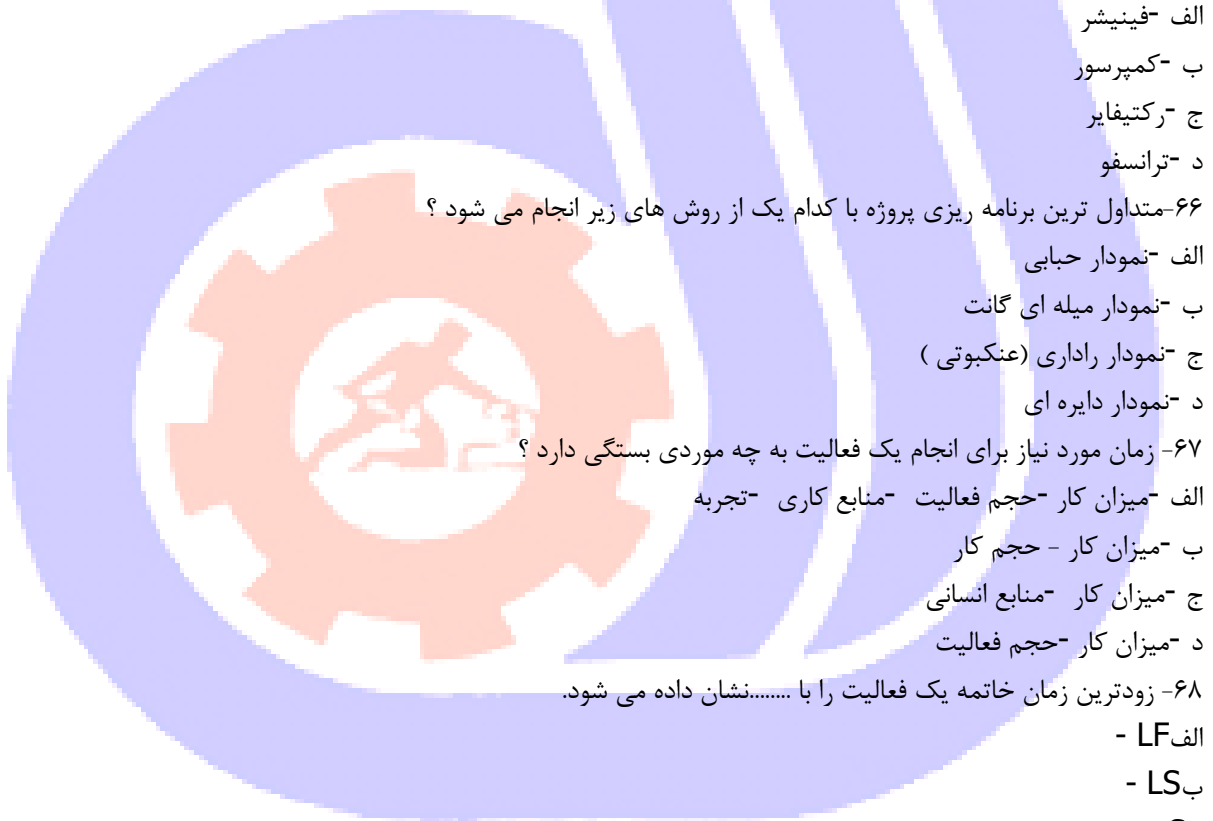 الف -فینیشر
ب -کمپرسور
ج -رکتیفایر
د -ترانسفو
۶۶-متداول ترین برنامه ریزی پروژه با کدام یک از روش های زیر انجام می شود ؟
الف -نمودار حبابی
ب -نمودار میله ای گانت
ج -نمودار راداری (عنکبوتی )
د -نمودار دایره ای
۶۷- زمان مورد نیاز برای انجام یک فعالیت به چه موردی بستگی دارد ؟
الف -میزان کار -حجم فعالیت -منابع کاری -تجربه
ب -میزان کار - حجم کار
ج -میزان کار -منابع انسانی
د -میزان کار -حجم فعالیت
۶۸- زودترین زمان خاتمه یک فعالیت را با ........نشان داده می شود.
الفLF -
بLS -